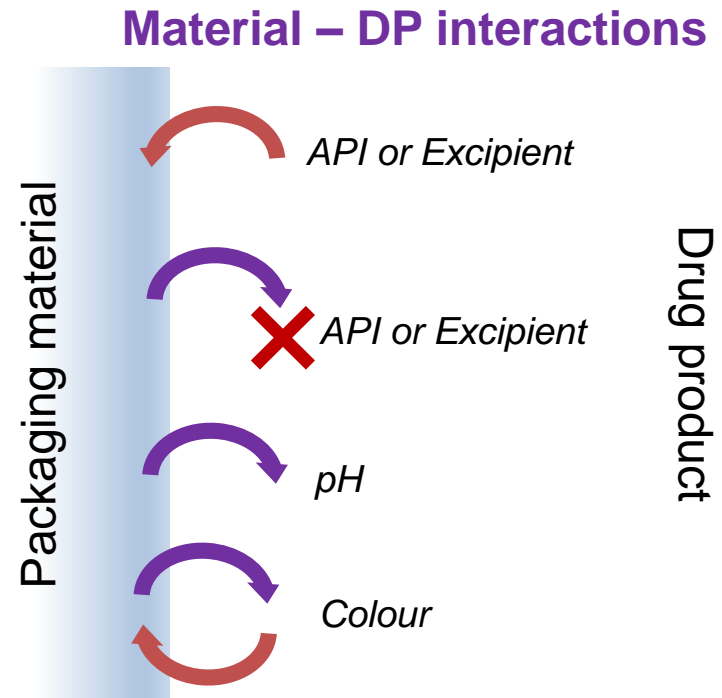 Material – DP interactions
Packaging material
API or Excipient
API or Excipient
pH
Colour
Drug product